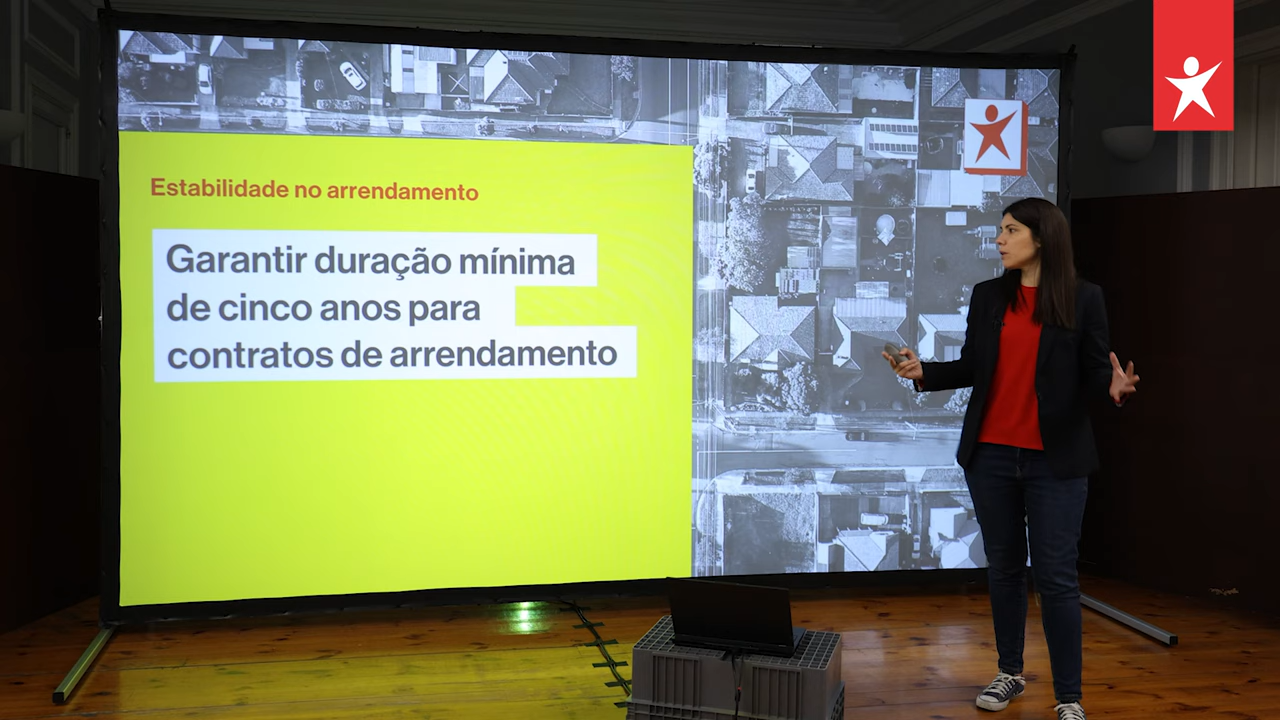 Estabilidade no arrendamento
Garantir duração mínima
de cinco anos para
contratos de arrendamento